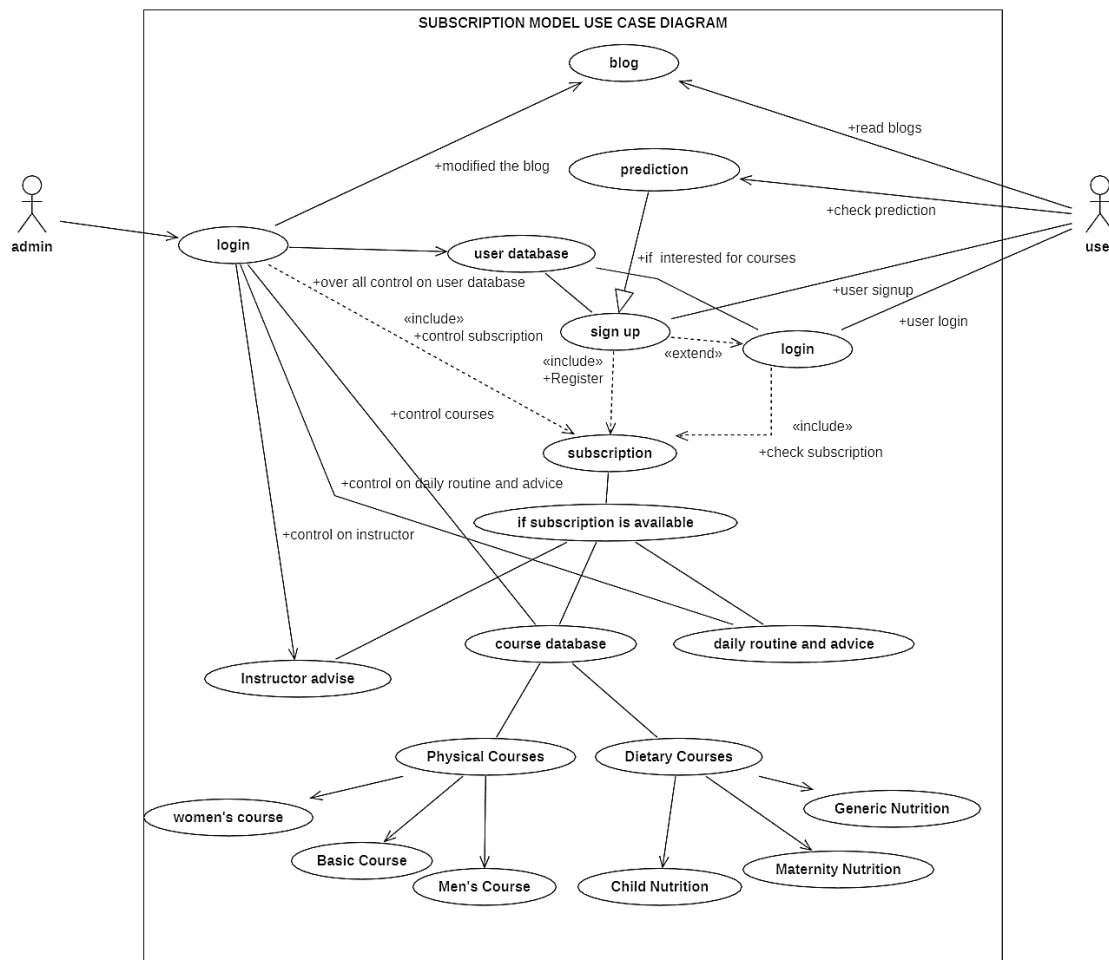 SUBSCRIPTION MODEL USE CASE DIAGRAM
blog
+read blogs
+modified the blog
prediction
+check prediction
admin
login
use
user database
+if  interested for courses
+over all control on user database
+user signup
«include»
+control subscription
sign up
+user login
login
«extend»
«include»
+Register
+control courses
«include»
subscription
+check subscription
+control on daily routine and advice
if subscription is available
+control on instructor
course database
daily routine and advice
Instructor advise
Physical Courses
Dietary Courses
women's course
Generic Nutrition
Basic Course
Maternity Nutrition
Men's Course
Child Nutrition